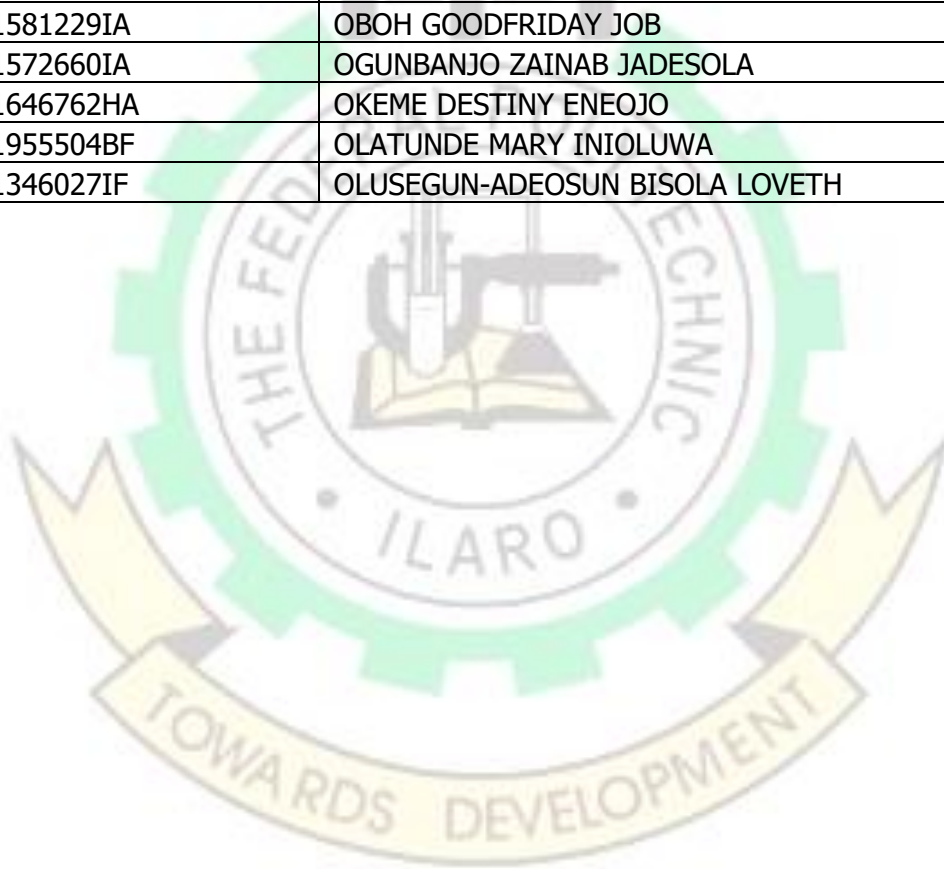 1581229IA OBOH GOODFRIDAY JOB
1572660IA OGUNBANJO ZAINAB JADESOLA
1646762HA OKEME DESTINY ENEOJO
1955504BF OLATUNDE MARY INIOLUWA
1346027IF OLUSEGUN-ADEOSUN BISOLA LOVETH
THE FEDERAL POLYTECHNIC
ILARO
TOWARDS DEVELOPMENT